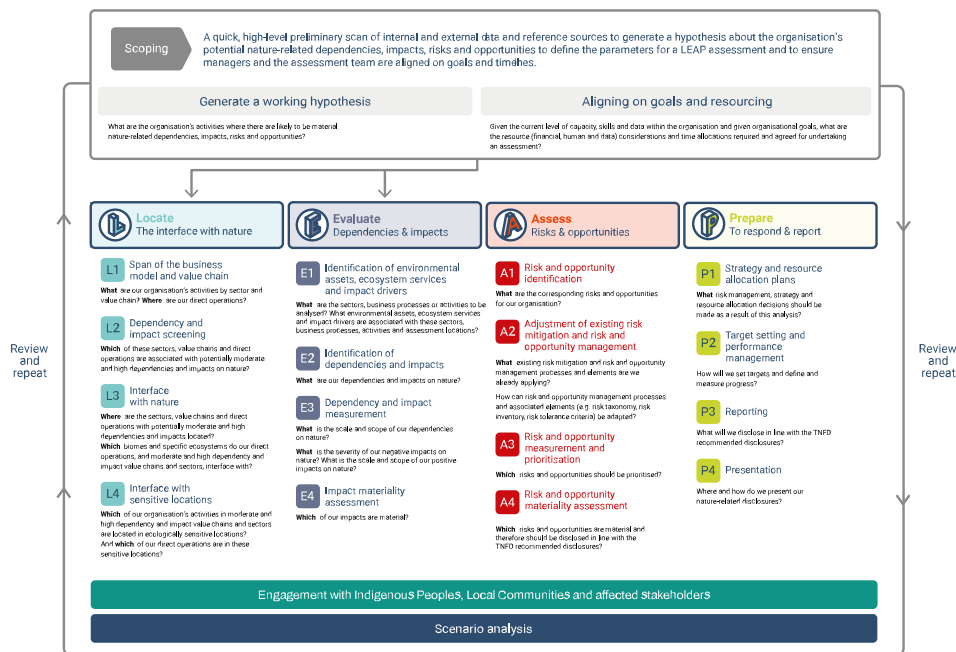 Scoping
A quick, high-level preliminary scan of internal and external data and reference sources to generate a hypothesis about the organisation's
potential nature-related dependencies, impacts, risks and opportunities to define the parameters for a LEAP assessment and to ensure
managers and the assessment team are aligned on goals and timelnes.
Generate a working hypothesis
What are the organisation's activities where there are likely to be material
nature-related dependencies, impacts, risks and opportunities?
Aligning on goals and resourcing
Given the current level of capacity, skills and data within the organisation and given organisational goals, what are
the resource (financial, human and data) considerations and time allocations required and agreed for undertaking
an assessment?
Review
and
repeat
Locate
The interface with nature
L1
Span of the business
model and value chain
What are our organisation's activities by sector and
value chain? Where are our direct operations?
L2
Dependency and
impact screening
Which of these sectors, value chains and direct
operations are associated with potentially moderate
and high dependencies and impacts on nature?
L3
Interface
with nature
Where are the sectors, value chains and direct
operations with potentially moderate and high
dependencies and impacts located?
Which biomes and specific ecosystems do our direct
operations, and moderate and high dependency and
impact value chains and sectors, interface with?
L4
Interface with
sensitive locations
Which of our organisation's activities in moderate and
high dependency and impact value chains and sectors
are located in ecologically sensitive locations?
And which of our direct operations are in these
sensitive locations?
Evaluate
Dependencies & impacts
E1
Identification of environmental
assets, ecosystem services
and impact drivers
What are the sectors, business processes or activities to be
analysed? What environmental assets, ecosystem services
and impact drivers are associated with these sectors,
business processes, activities and assessment locations?
E2
Identification of
dependencies and impacts
What are our dependencies and impacts on nature?
E3
Dependency and impact
measurement
What is the scale and scope of our dependencies
on nature?
What is the severity of our negative impacts on
nature? What is the scale and scope of our positive
impacts on nature?
E4
Impact materiality
assessment
Which of our impacts are material?
Assess
Risks & opportunities
A1
Risk and opportunity
identification
What are the corresponding risks and opportunities
for our organisation?
A2
Adjustment of existing risk
mitigation and risk and
opportunity management
What existing risk mitigation and risk and opportunity
management processes and elements are we
already applying?
How can risk and opportunity management processes
and associated elements (e.g. risk taxonomy, risk
inventory, risk tolerance criteria) be adapted?
A3
Risk and opportunity
measurement and
prioritisation
Which risks and opportunities should be prioritised?
A4
Risk and opportunity
materiality assessment
Which risks and opportunities are material and
therefore should be disclosed in line with the TNFD
recommended disclosures?
Prepare
To respond & report
P1
Strategy and resource
allocation plans
What risk management, strategy and
resource allocation decisions should be
made as a result of this analysis?
P2
Target setting and
performance
management
How will we set targets and define and
measure progress?
P3
Reporting
What will we disclose in line with the TNFD
recommended disclosures?
P4
Presentation
Where and how do we present our
nature-related disclosures?
Review
and
repeat
Engagement with Indigenous Peoples, Local Communities and affected stakeholders
Scenario analysis